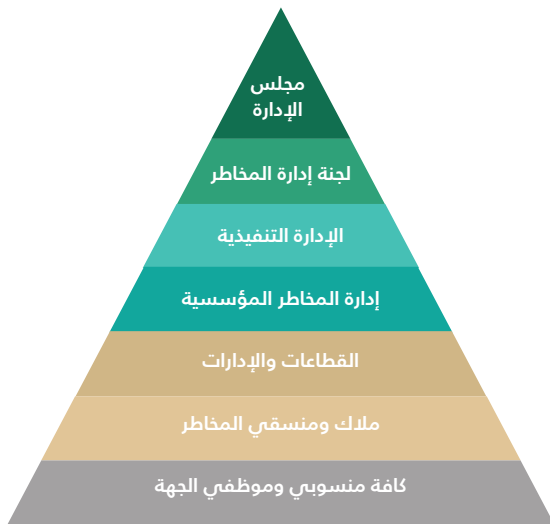 مجلس
الإدارة
لجنة إدارة المخاطر
الإدارة التنفيذية
إدارة المخاطر المؤسسية
القطاعات والإدارات
ملاك ومنسقي المخاطر
كافة منسوبي وموظفي الجهة